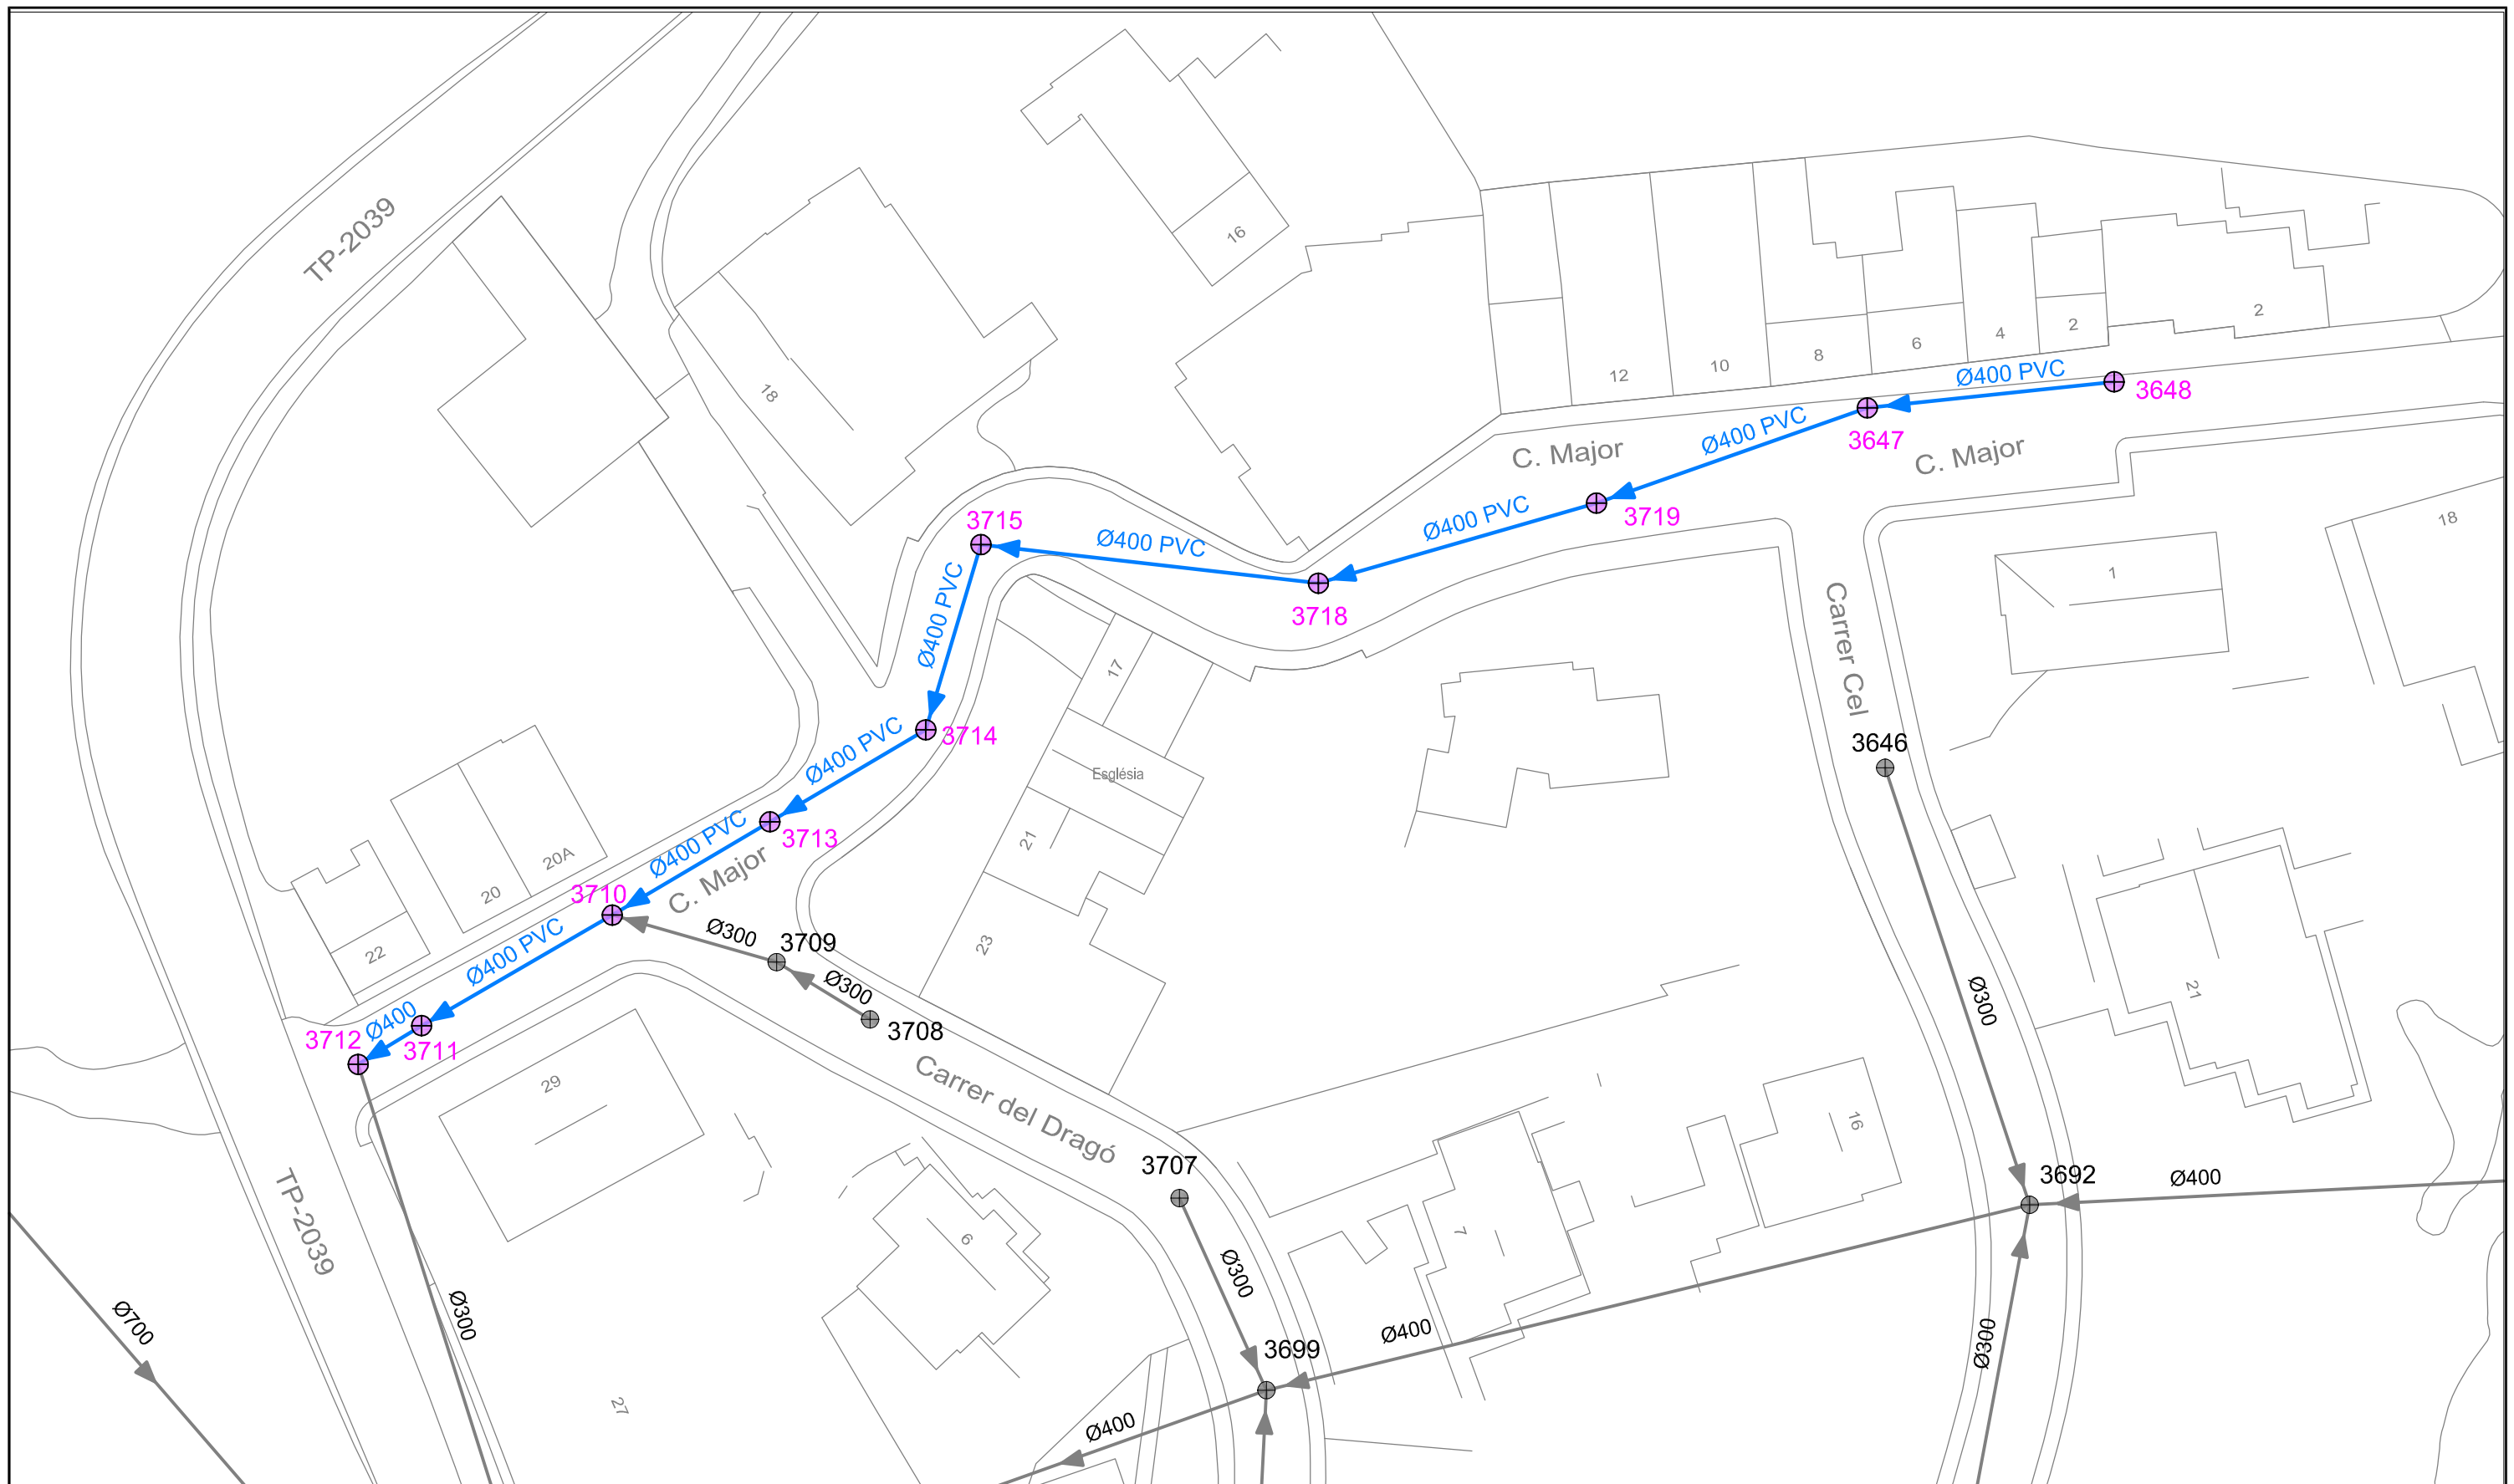 TP-2039
16
18
2
2
4
6
8
10
12
Ø400 PVC
3648
Ø400 PVC
3647
C. Major
C. Major
Ø400 PVC
3719
3715
Ø400 PVC
3718
18
1
Ø400 PVC
Carrer Cel
17
3714
3646
Ø400 PVC
Església
3713
21
Ø400 PVC
20A
20
C. Major
3710
22
Ø300
3709
23
Ø400 PVC
Ø300
3708
Ø300
21
3712
Ø400
3711
29
Carrer del Dragó
16
3707
3692
Ø400
TP-2039
6
7
Ø300
Ø700
Ø300
Ø400
Ø300
3699
27
Ø400